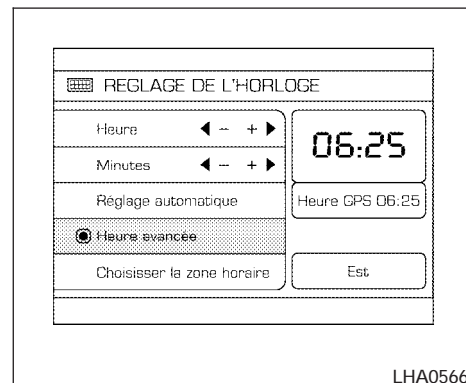 REGLAGE DE L'HORLOGE
Heure ◀ − + ▶
Minutes ◀ − + ▶
06:25
Réglage automatique
Heure GPS 06:25
Heure avancée
Choisisser la zone horaire
Est
LHA0566